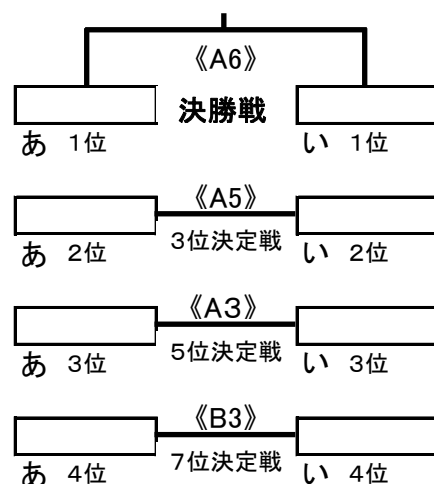 《A6》
決勝戦
あ 1位 い 1位
《A5》
3位決定戦
あ 2位 い 2位
《A3》
5位決定戦
あ 3位 い 3位
《B3》
7位決定戦
あ 4位 い 4位